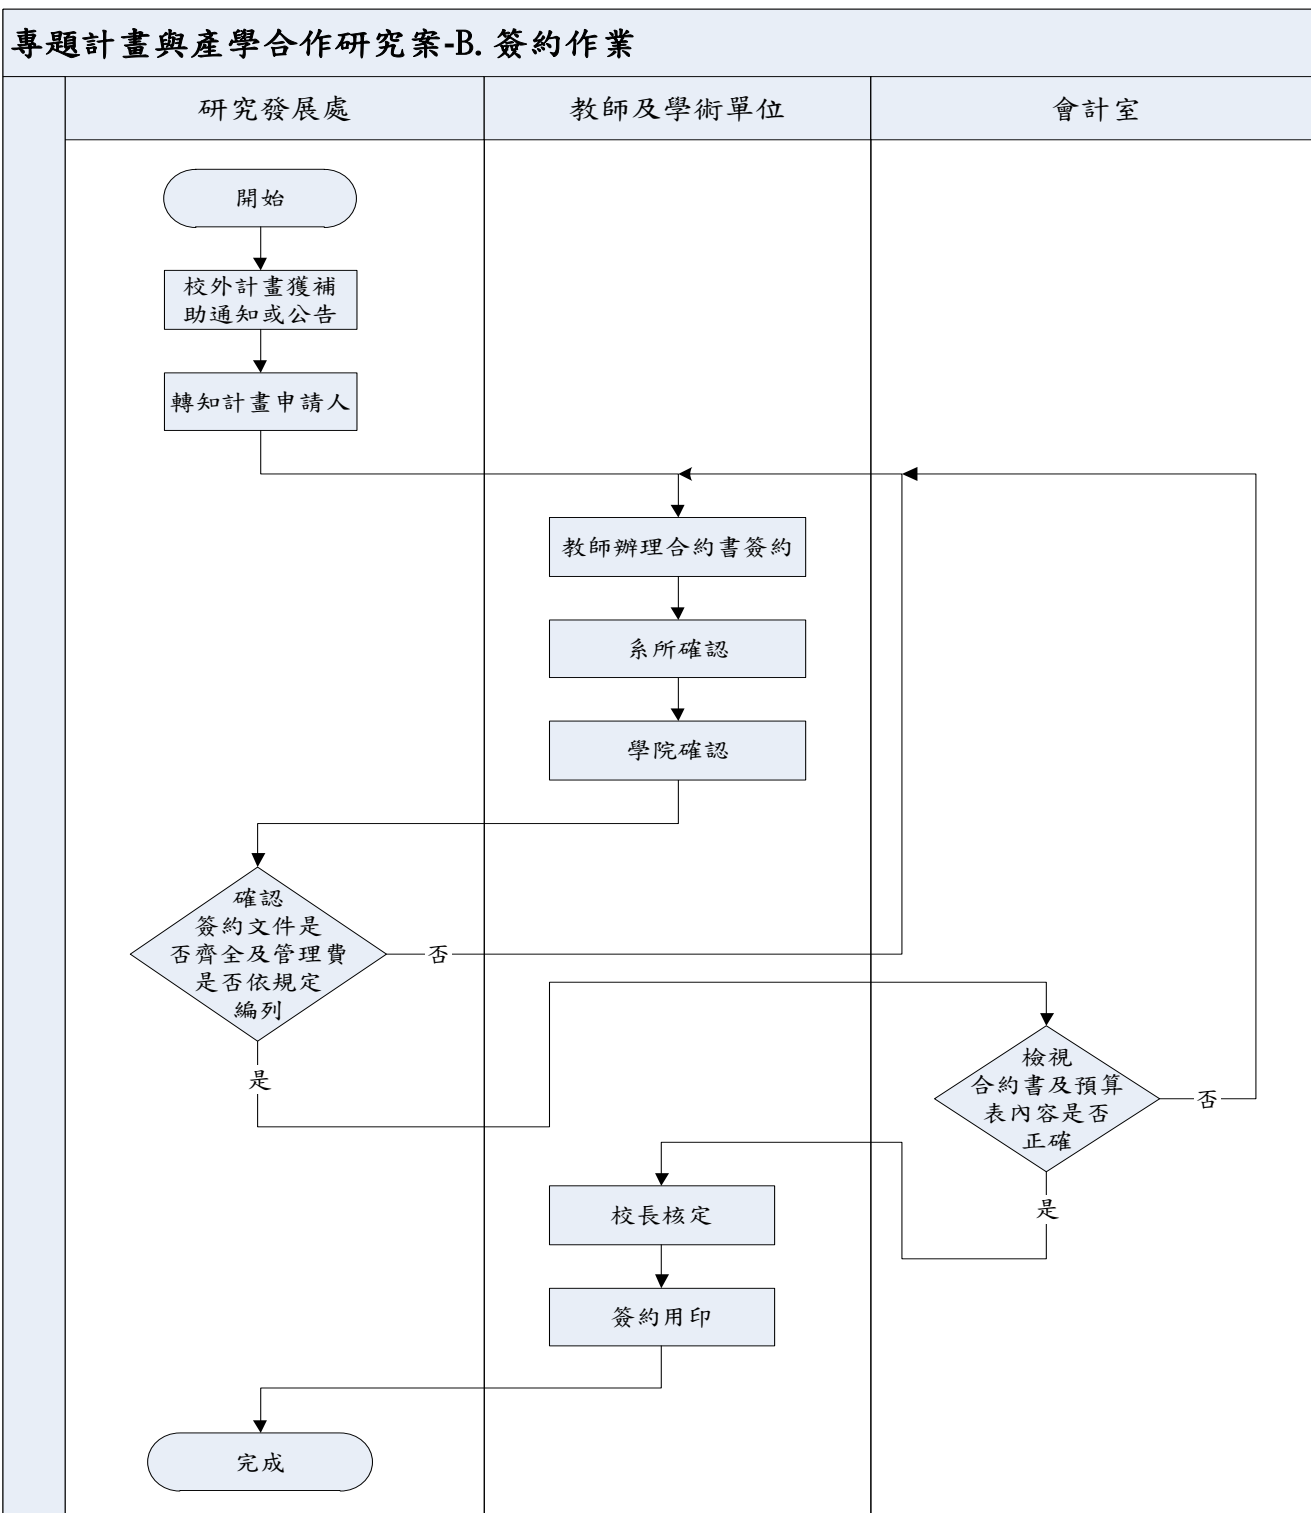 專題計畫與產學合作研究案-B. 簽約作業
研究發展處
教師及學術單位
會計室
開始
校外計畫獲補
助通知或公告
轉知計畫申請人
教師辦理合約書簽約
系所確認
學院確認
確認
簽約文件是
否齊全及管理費
是否依規定
編列
否
是
檢視
合約書及預算
表內容是否
正確
否
是
校長核定
簽約用印
完成